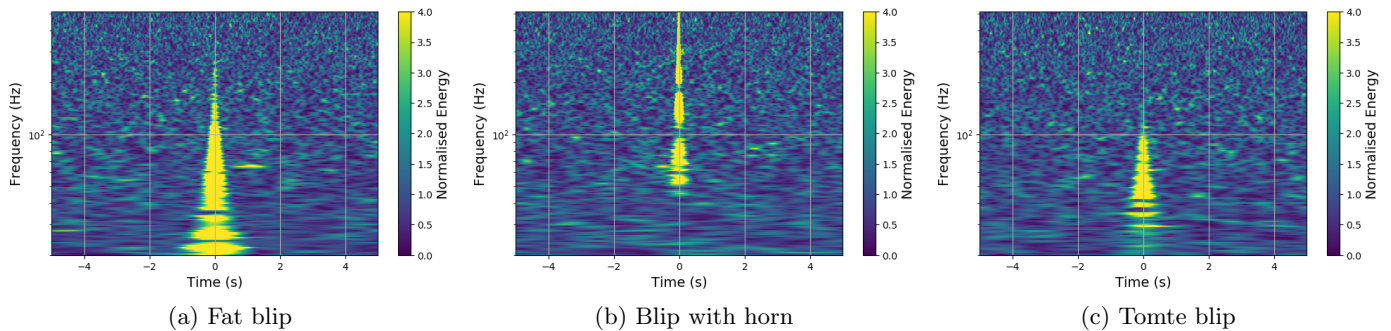 4.0
3.5
3.0
2.5
2.0
1.5
1.0
0.5
0.0
Normalised Energy
Frequency (Hz)
10²
−4 −2 0 2 4
Time (s)
(a) Fat blip
4.0
3.5
3.0
2.5
2.0
1.5
1.0
0.5
0.0
Normalised Energy
Frequency (Hz)
10²
−4 −2 0 2 4
Time (s)
(b) Blip with horn
4.0
3.5
3.0
2.5
2.0
1.5
1.0
0.5
0.0
Normalised Energy
Frequency (Hz)
10²
−4 −2 0 2 4
Time (s)
(c) Tomte blip